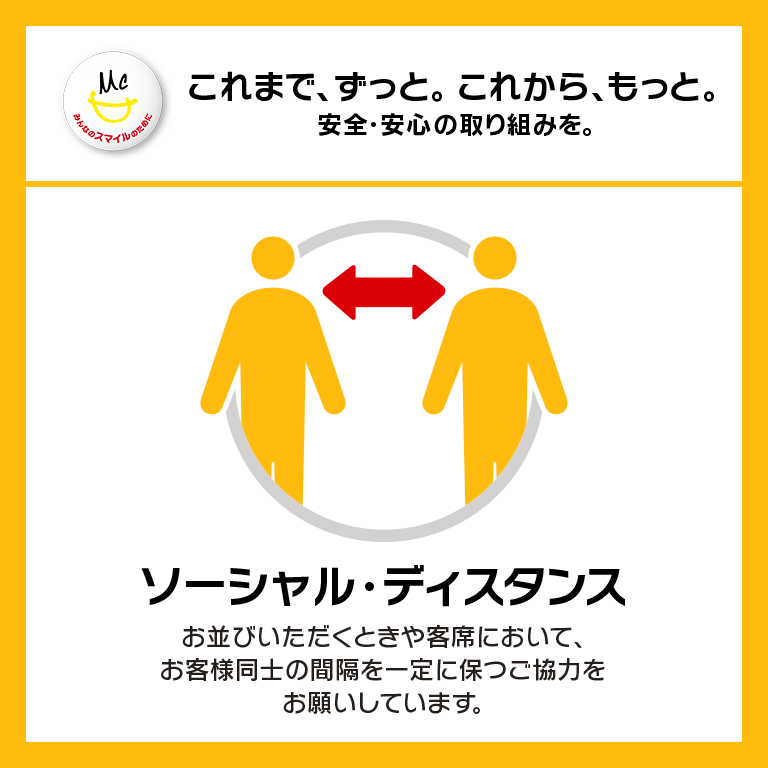 Mc
みんなのスマイルのために
これまで、ずっと。これから、もっと。
安全・安心の取り組みを。
ソーシャル・ディスタンス
お並びいただくときや客席において、
お客様同士の間隔を一定に保つご協力を
お願いしています。